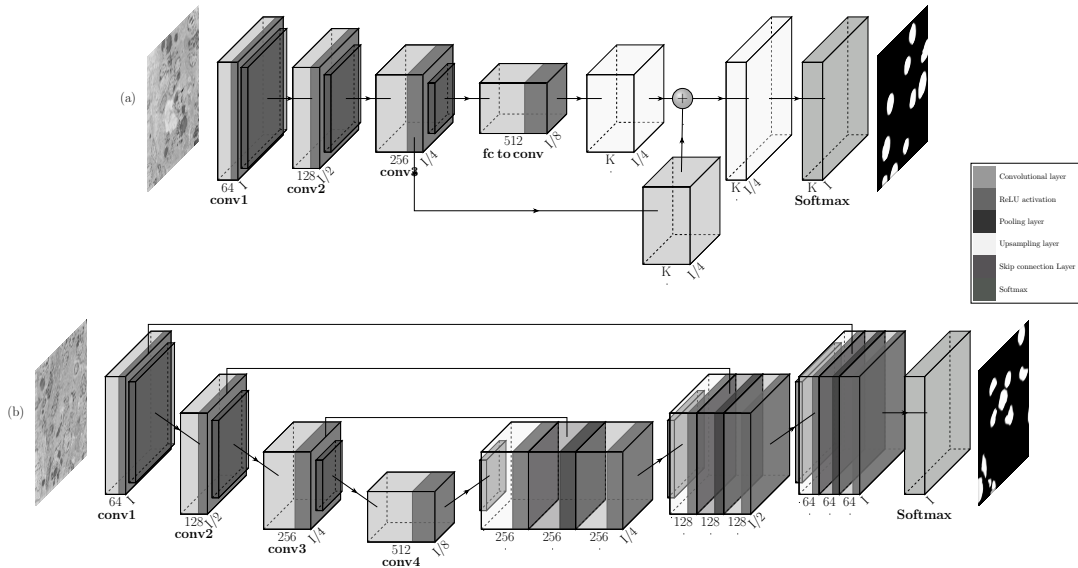 (a)
64 I
conv1
128 1/2
conv2
256 1/4
conv3
512 1/8
fc to conv
K 1/4
+
K 1/4
K 1/4
K I
Softmax
Convolutional layer
ReLU activation
Pooling layer
Upsampling layer
Skip connection Layer
Softmax
(b)
64 I
conv1
128 1/2
conv2
256 1/4
conv3
512 1/8
conv4
256 256 256 1/4
128 128 128 1/2
64 64 64 I
I
Softmax